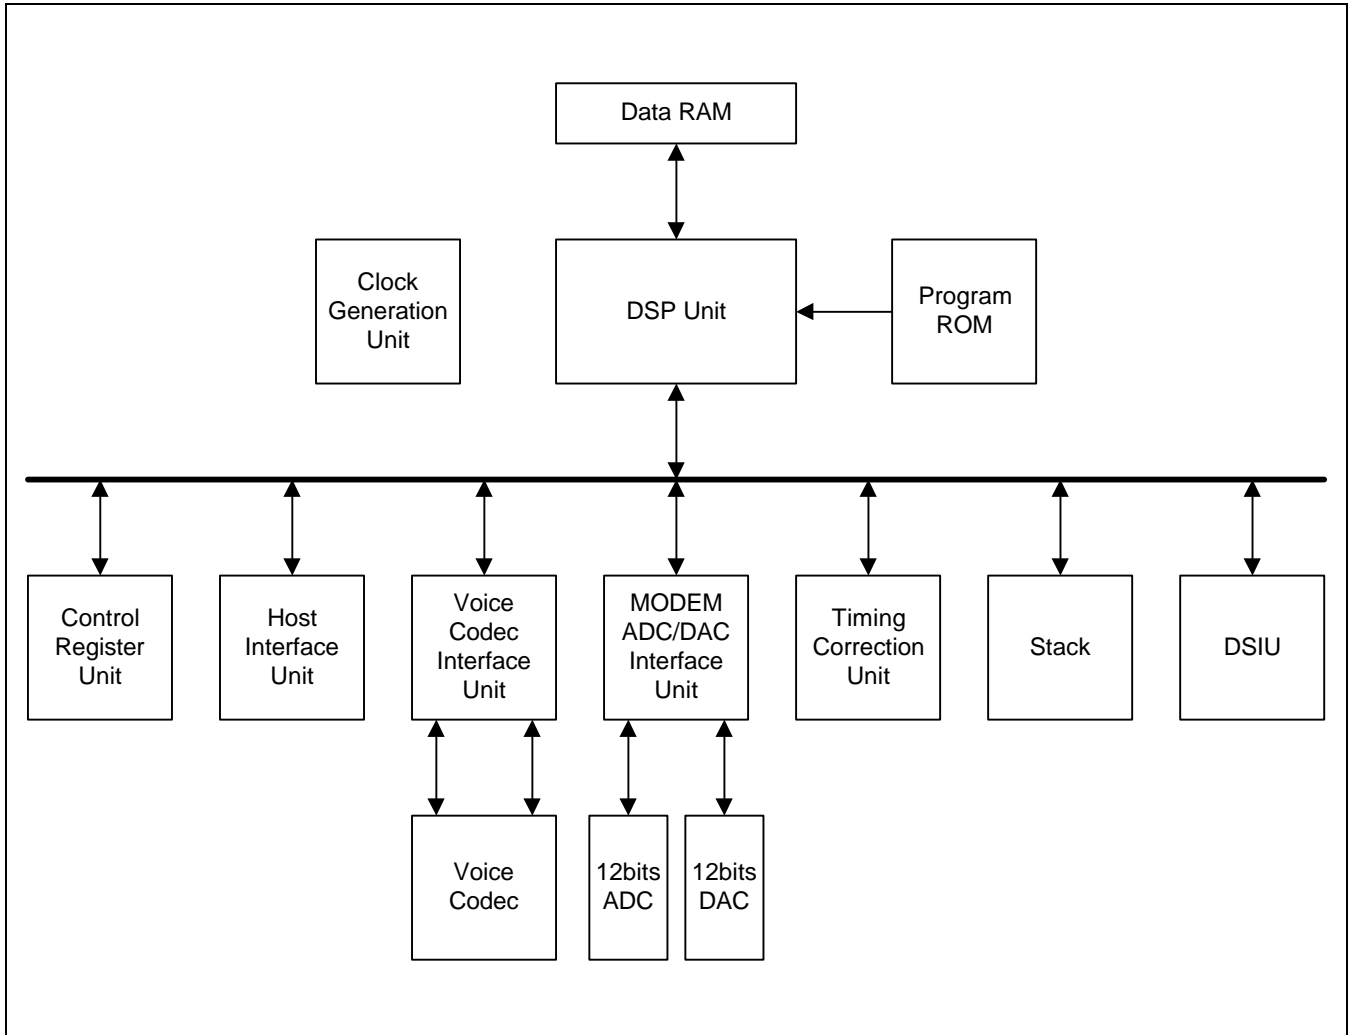 Data RAM
Clock
Generation
Unit
DSP Unit
Program
ROM
Control
Register
Unit
Host
Interface
Unit
Voice
Codec
Interface
Unit
MODEM
ADC/DAC
Interface
Unit
Timing
Correction
Unit
Stack
DSIU
Voice
Codec
12bits
ADC
12bits
DAC